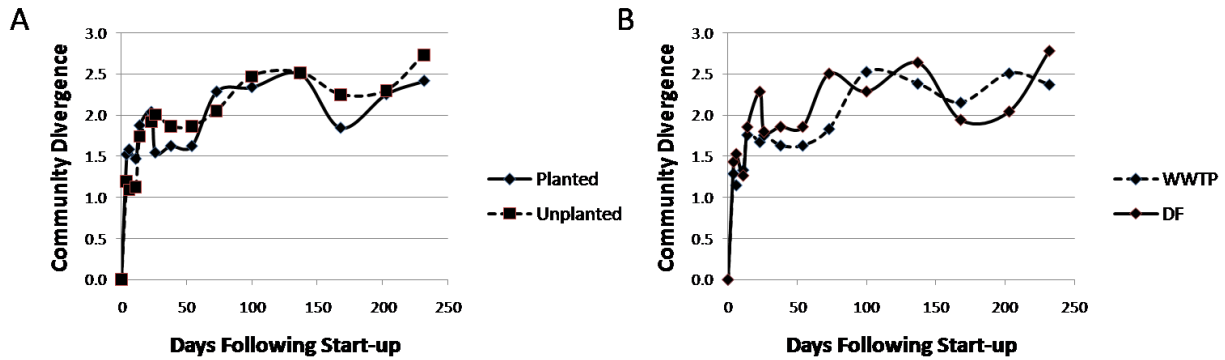 A
Community Divergence
3.0
2.5
2.0
1.5
1.0
0.5
0.0
0 50 100 150 200 250
Days Following Start-up
Planted
Unplanted
B
Community Divergence
3.0
2.5
2.0
1.5
1.0
0.5
0.0
0 50 100 150 200 250
Days Following Start-up
WWTP
DF